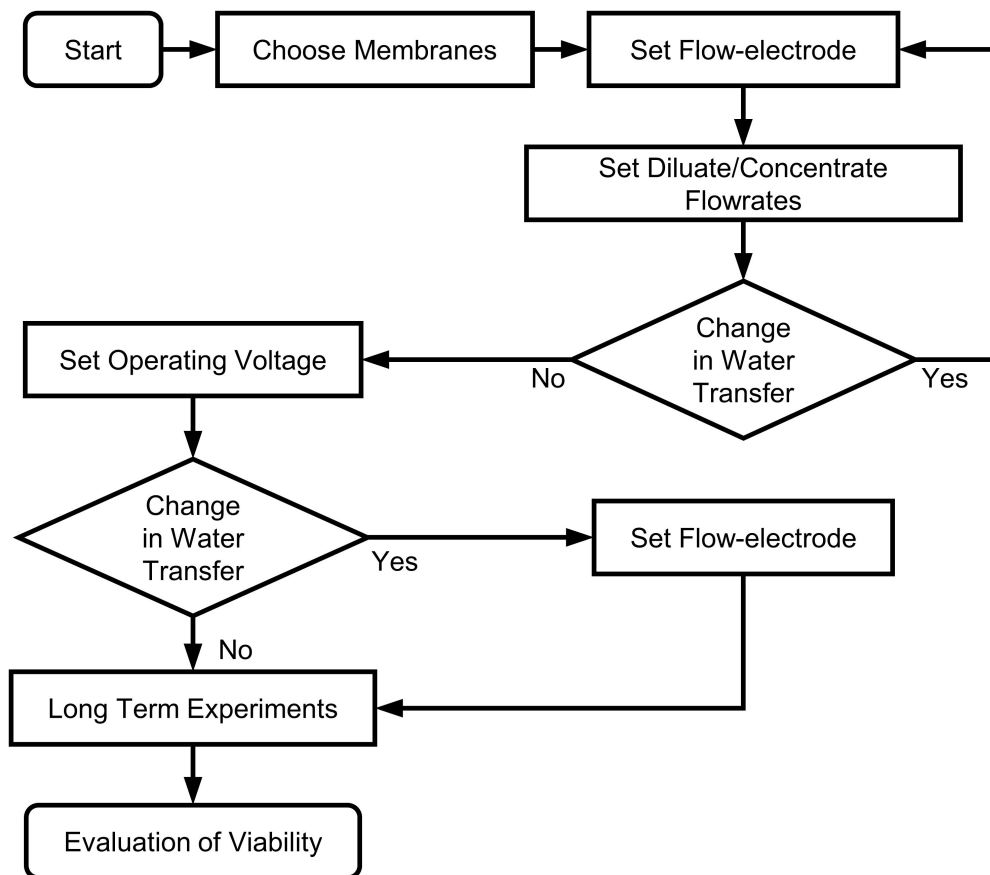 Start
Choose Membranes
Set Flow-electrode
Set Diluate/Concentrate
Flowrates
Change
in Water
Transfer
No
Yes
Set Operating Voltage
Change
in Water
Transfer
Yes
Set Flow-electrode
No
Long Term Experiments
Evaluation of Viability